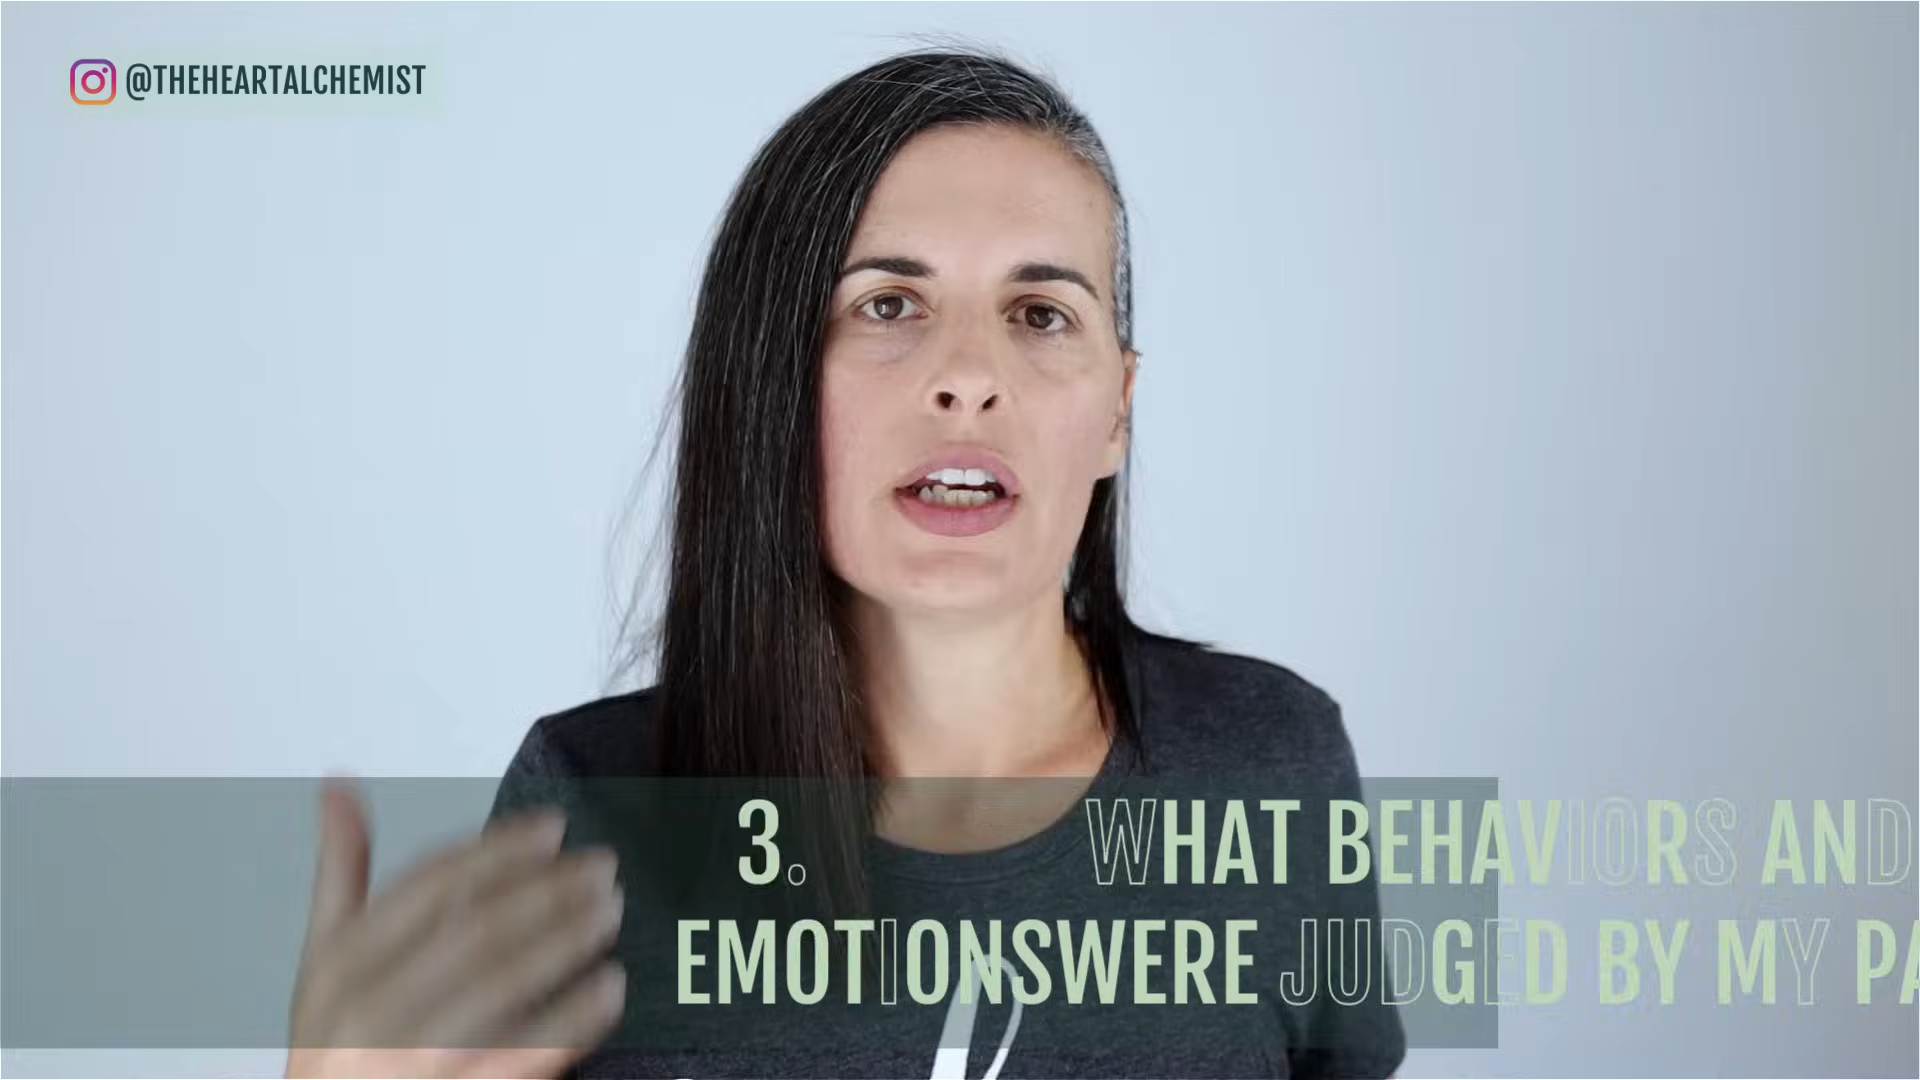 @THEHEARTALCHEMIST
3. WHAT BEHAVIORS AND
EMOTIONSWERE JUDGED BY MY PA